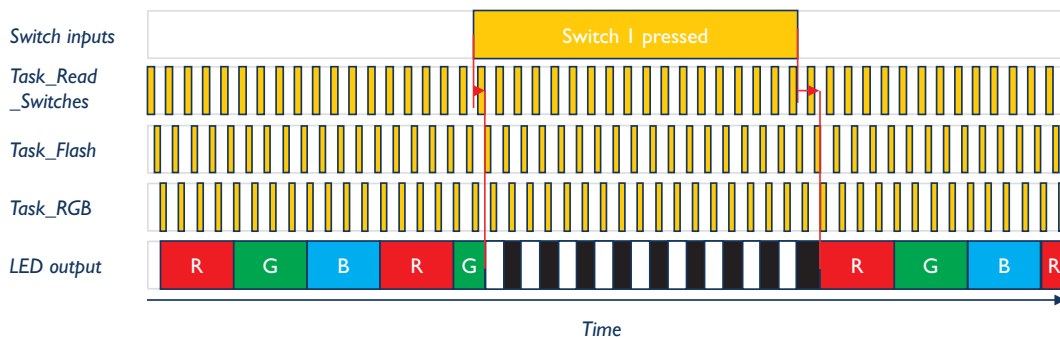 Switch inputs
Switch 1 pressed
Task_Read
_Switches
Task_Flash
Task_RGB
LED output
R G B R G R G B R
Time